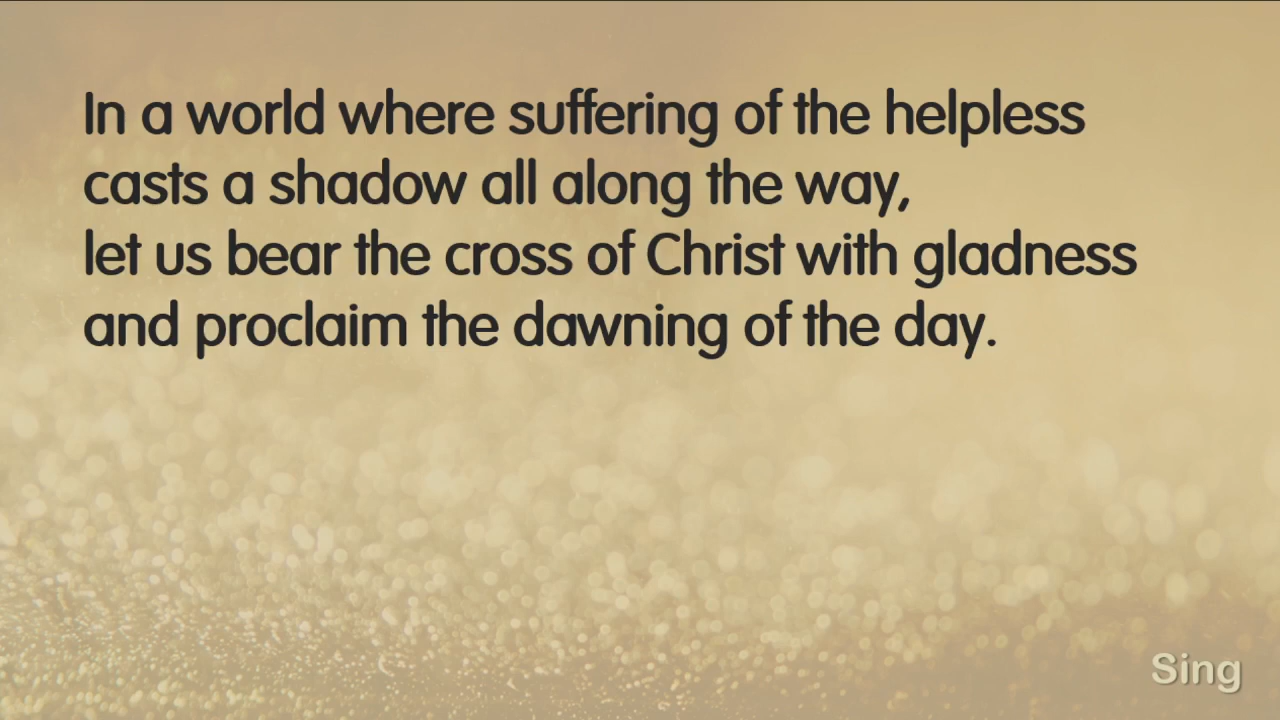 In a world where suffering of the helpless
casts a shadow all along the way,
let us bear the cross of Christ with gladness
and proclaim the dawning of the day.
Sing